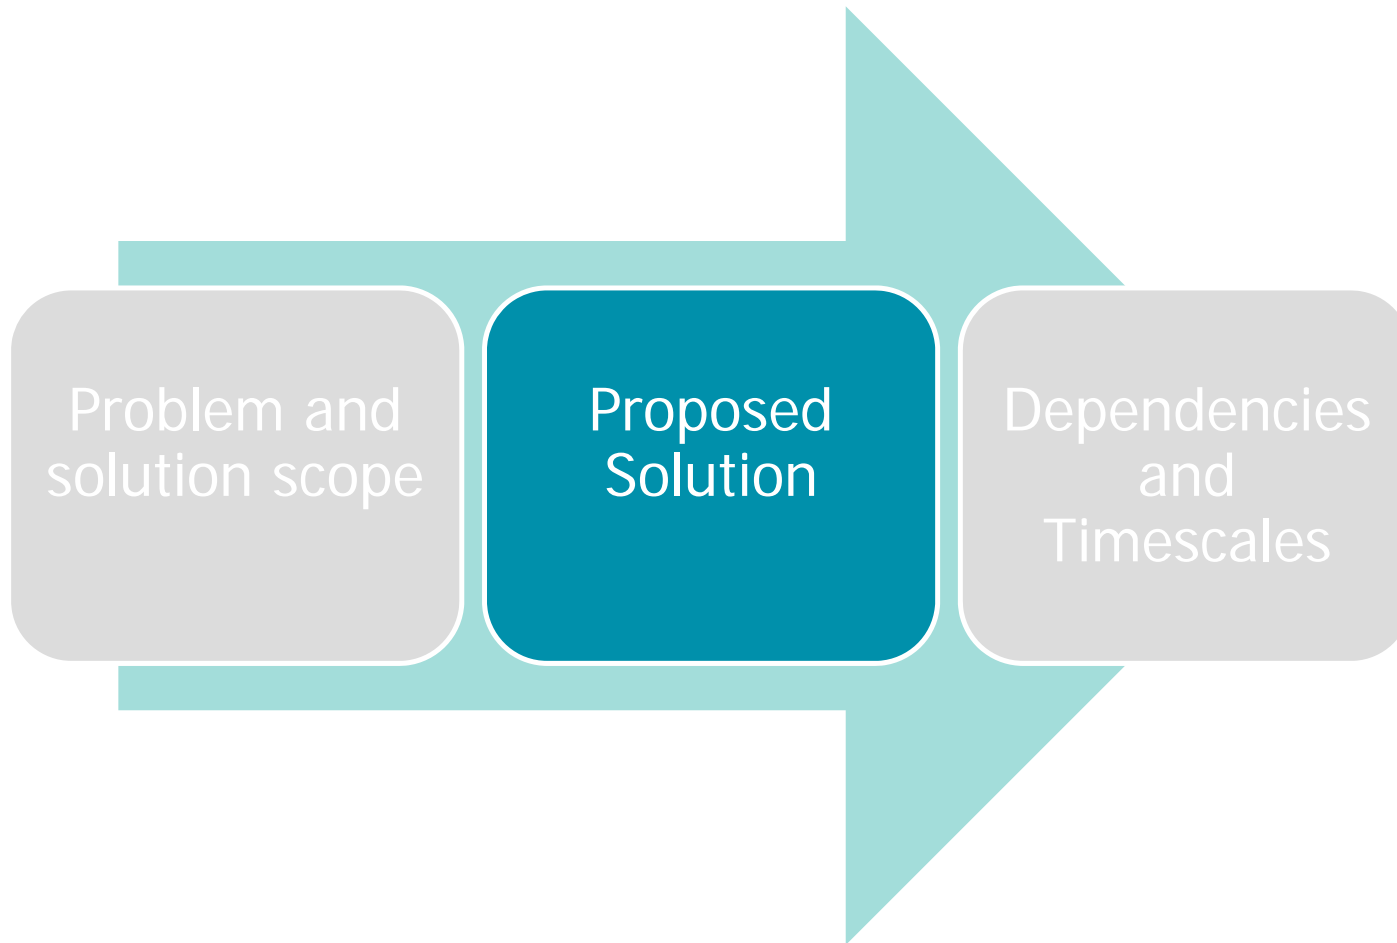 Problem and
solution scope
Proposed
Solution
Dependencies
and
Timescales